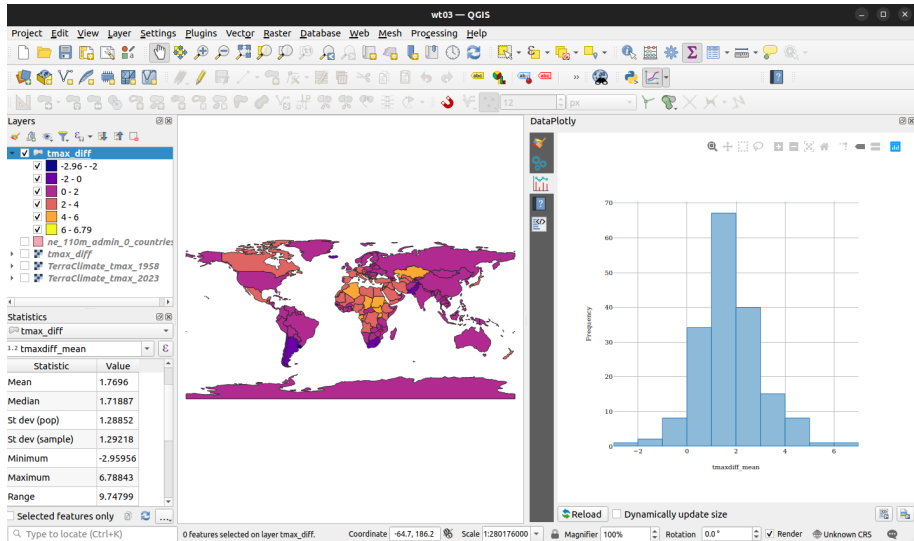 wt03 — QGIS
Project Edit View Layer Settings Plugins Vector Raster Database Web Mesh Processing Help
abc abc abc »
12 px
Layers
tmax_diff
-2.96 - -2
-2 - 0
0 - 2
2 - 4
4 - 6
6 - 6.79
ne_110m_admin_0_countries
tmax_diff
TerraClimate_tmax_1958
TerraClimate_tmax_2023
Statistics
tmax_diff
1.2 tmaxdiff_mean ε
Statistic Value
Mean 1.7696
Median 1.71887
St dev (pop) 1.28852
St dev (sample) 1.29218
Minimum -2.95956
Maximum 6.78843
Range 9.74799
Selected features only ...
DataPlotly
70
60
50
40
30
20
10
0
Frequency
−2 0 2 4 6
tmaxdiff_mean
Reload Dynamically update size
Type to locate (Ctrl+K) 0 features selected on layer tmax_diff. Coordinate -64.7, 186.2 Scale 1:280176000 Magnifier 100% Rotation 0.0 ° Render Unknown CRS